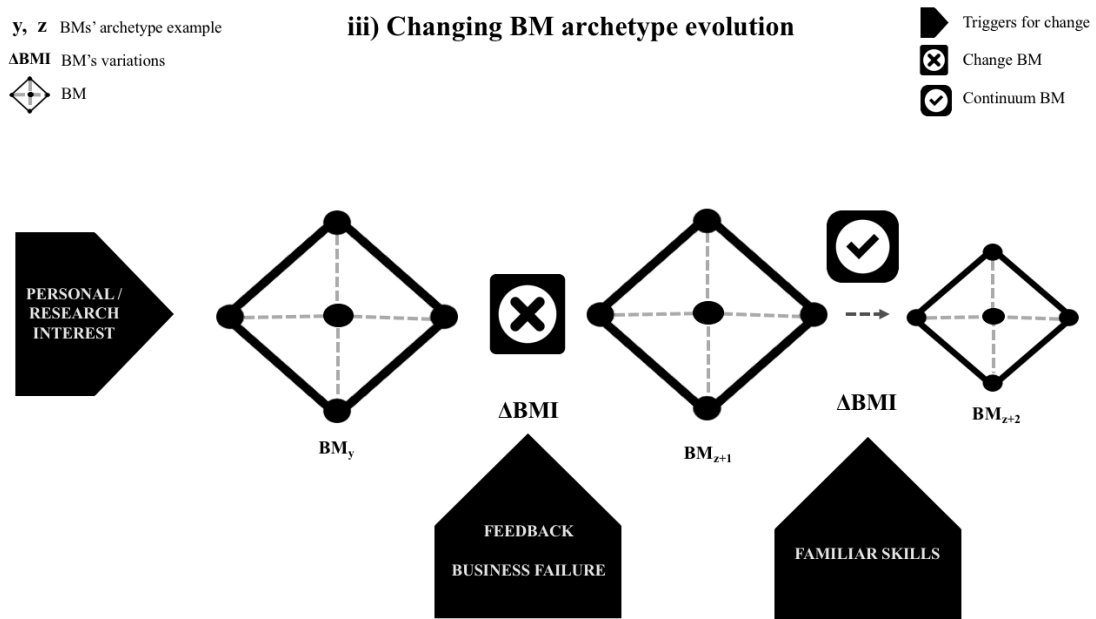 y, z BMs' archetype example
ΔBMI BM's variations
BM
iii) Changing BM archetype evolution
Triggers for change
Change BM
Continuum BM
PERSONAL /
RESEARCH
INTEREST
BMy
ΔBMI
FEEDBACK
BUSINESS FAILURE
BMz+1
ΔBMI
FAMILIAR SKILLS
BMz+2